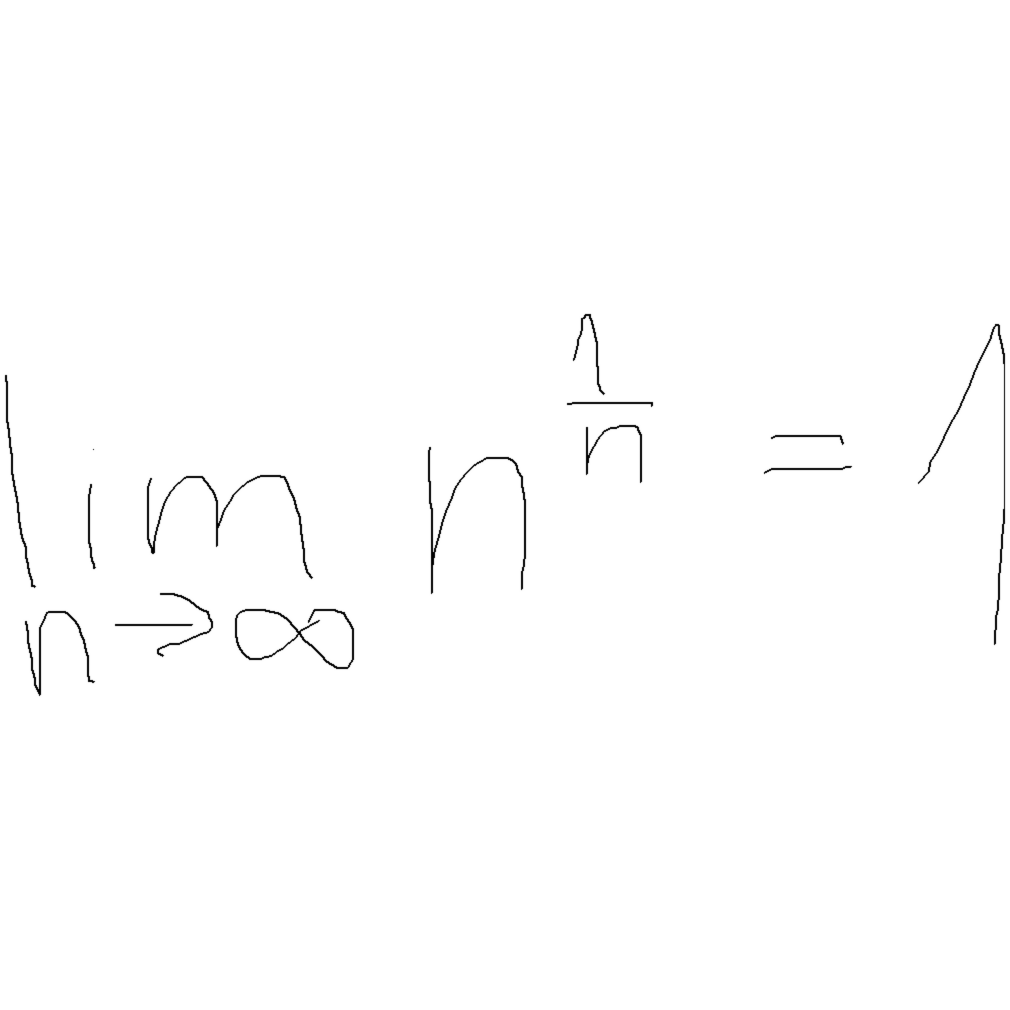 lim n^{1/n} = 1
n→∞